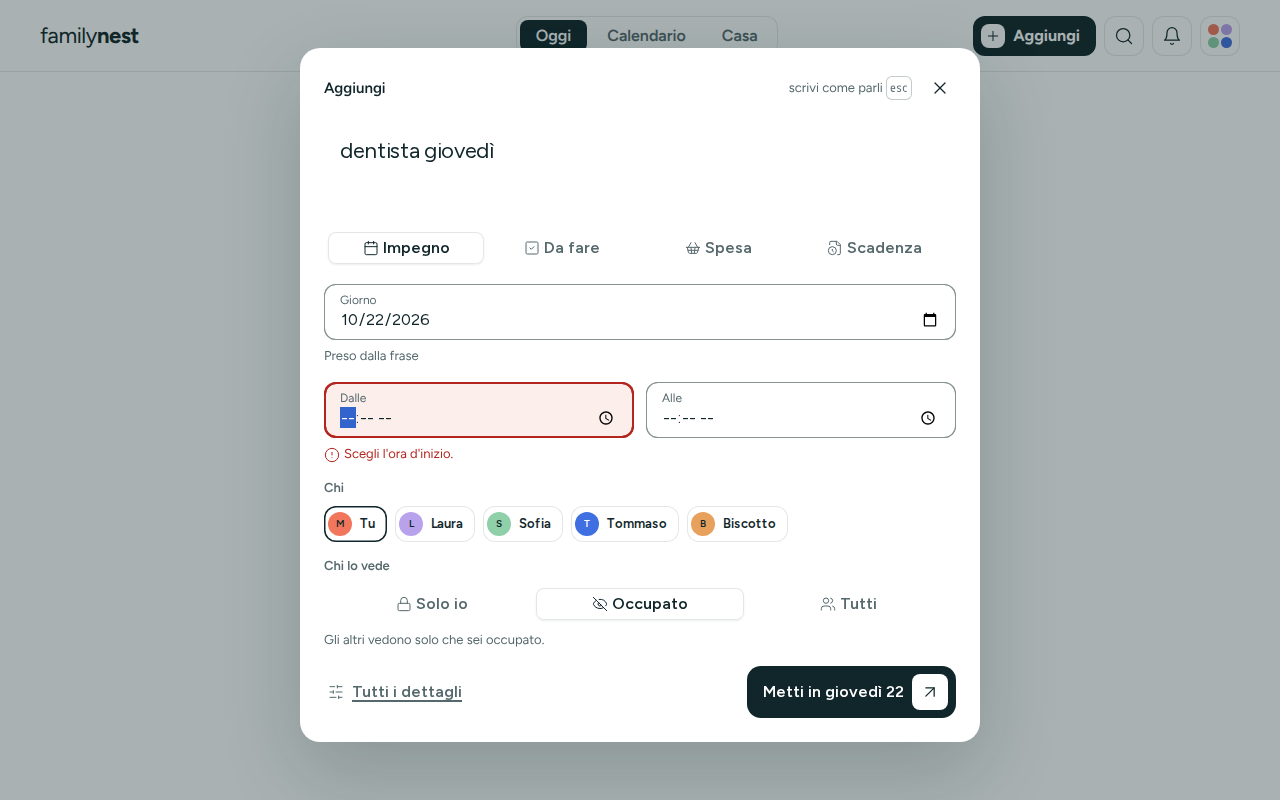 familynest
Oggi
Calendario
Casa
Aggiungi
Aggiungi
scrivi come parli esc
dentista giovedì
Impegno
Da fare
Spesa
Scadenza
Giorno
10/22/2026
Preso dalla frase
Dalle
--:-- --
Alle
--:-- --
Scegli l'ora d'inizio.
Chi
M Tu
L Laura
S Sofia
T Tommaso
B Biscotto
Chi lo vede
Solo io
Occupato
Tutti
Gli altri vedono solo che sei occupato.
Tutti i dettagli
Metti in giovedì 22